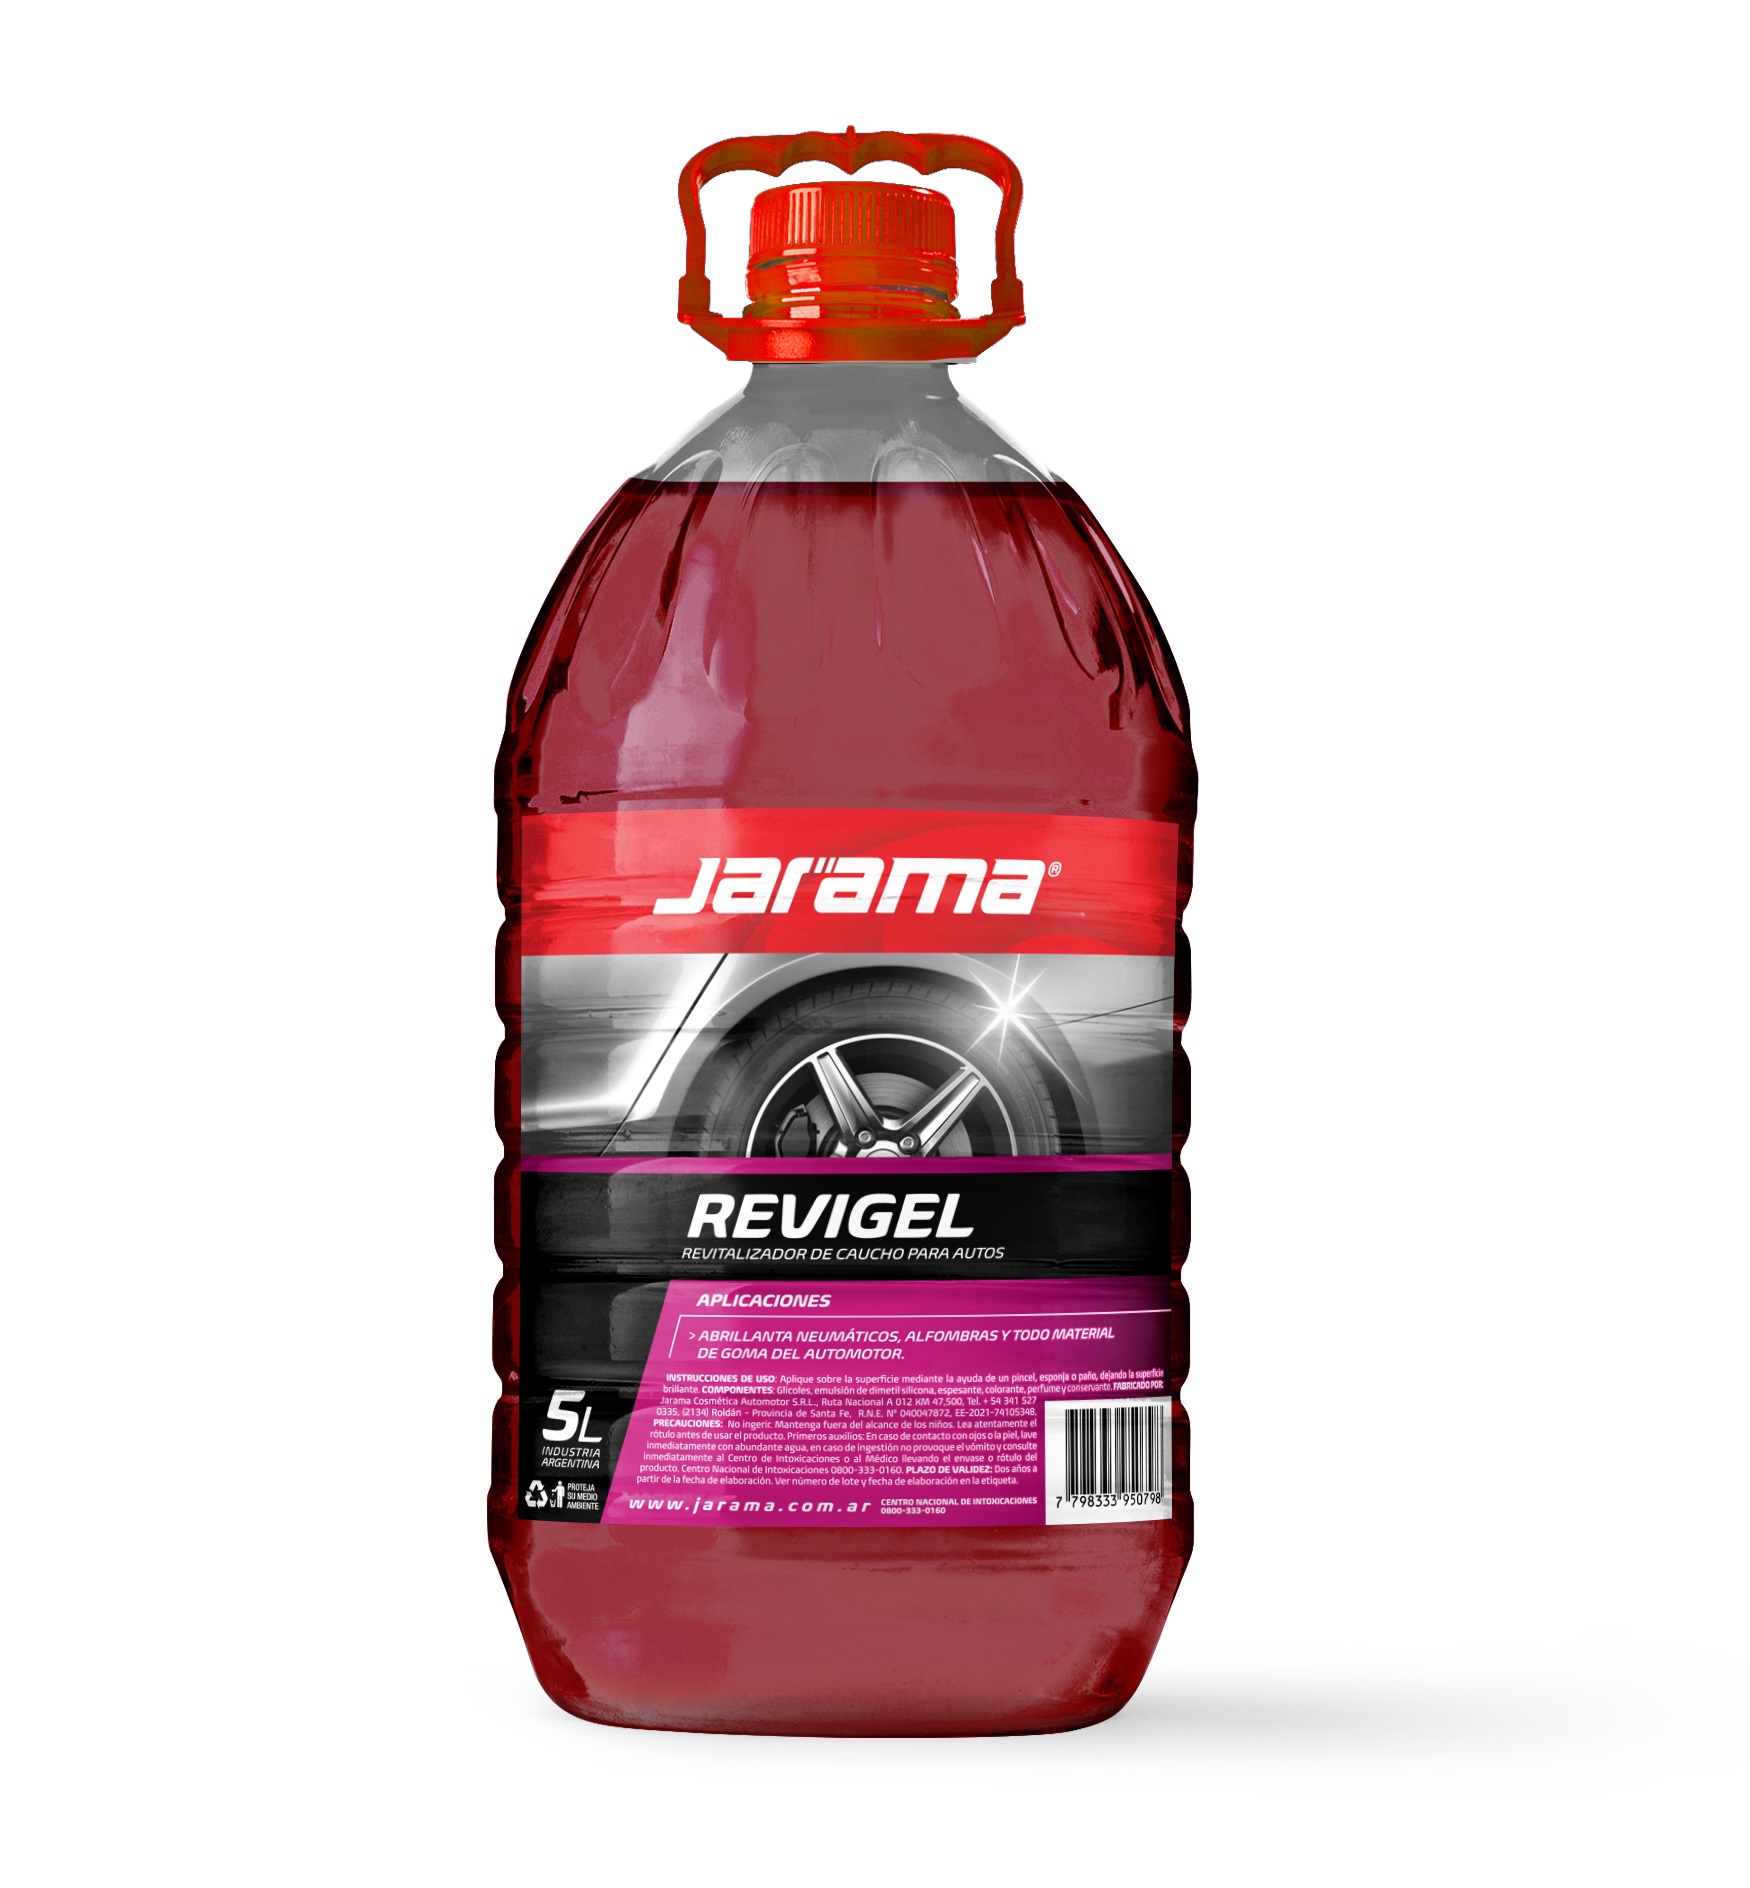 Jarama®
REVIGEL
REVITALIZADOR DE CAUCHO PARA AUTOS
APLICACIONES
> ABRILLANTA NEUMÁTICOS, ALFOMBRAS Y TODO MATERIAL
DE GOMA DEL AUTOMOTOR.
INSTRUCCIONES DE USO: Aplique sobre la superficie mediante la ayuda de un pincel, esponja o paño, dejando la superficie
brillante. COMPONENTES: Glicoles, emulsión de dimetil silicona, espesante, colorante, perfume y conservante. FABRICADO POR:
Jarama Cosmética Automotor S.R.L., Ruta Nacional A 012 KM 47,500, Tel. + 54 341 527
0335, (2134) Roldán - Provincia de Santa Fe, R.N.E. N° 040047872, EE-2021-74105348.
PRECAUCIONES: No ingerir. Mantenga fuera del alcance de los niños. Lea atentamente el
rótulo antes de usar el producto. Primeros auxilios: En caso de contacto con ojos o la piel, lave
inmediatamente con abundante agua, en caso de ingestión no provoque el vómito y consulte
inmediatamente al Centro de Intoxicaciones o al Médico llevando el envase o rótulo del
producto. Centro Nacional de Intoxicaciones 0800-333-0160. PLAZO DE VALIDEZ: Dos años a
partir de la fecha de elaboración. Ver número de lote y fecha de elaboración en la etiqueta.
5L
INDUSTRIA
ARGENTINA
PROTEJA
SU MEDIO
AMBIENTE
www.jarama.com.ar
CENTRO NACIONAL DE INTOXICACIONES
0800-333-0160
7 798333 950798